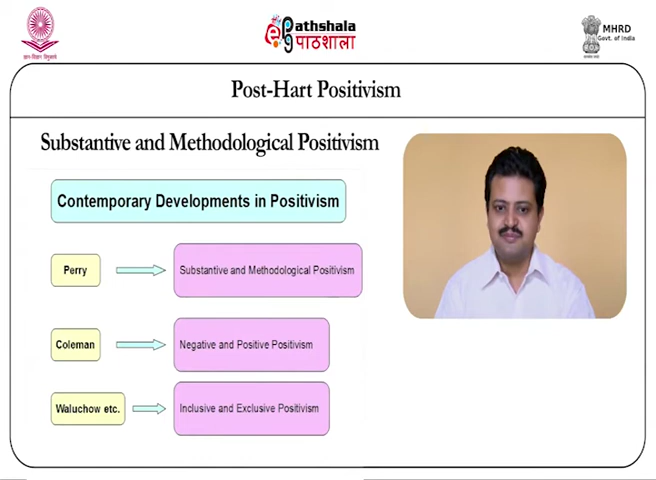 Pathshala
पाठशाला
MHRD
Govt. of India
ज्ञान-विज्ञान विमुक्तये
Post-Hart Positivism
Substantive and Methodological Positivism
Contemporary Developments in Positivism
Perry
Substantive and Methodological Positivism
Coleman
Negative and Positive Positivism
Waluchow etc.
Inclusive and Exclusive Positivism